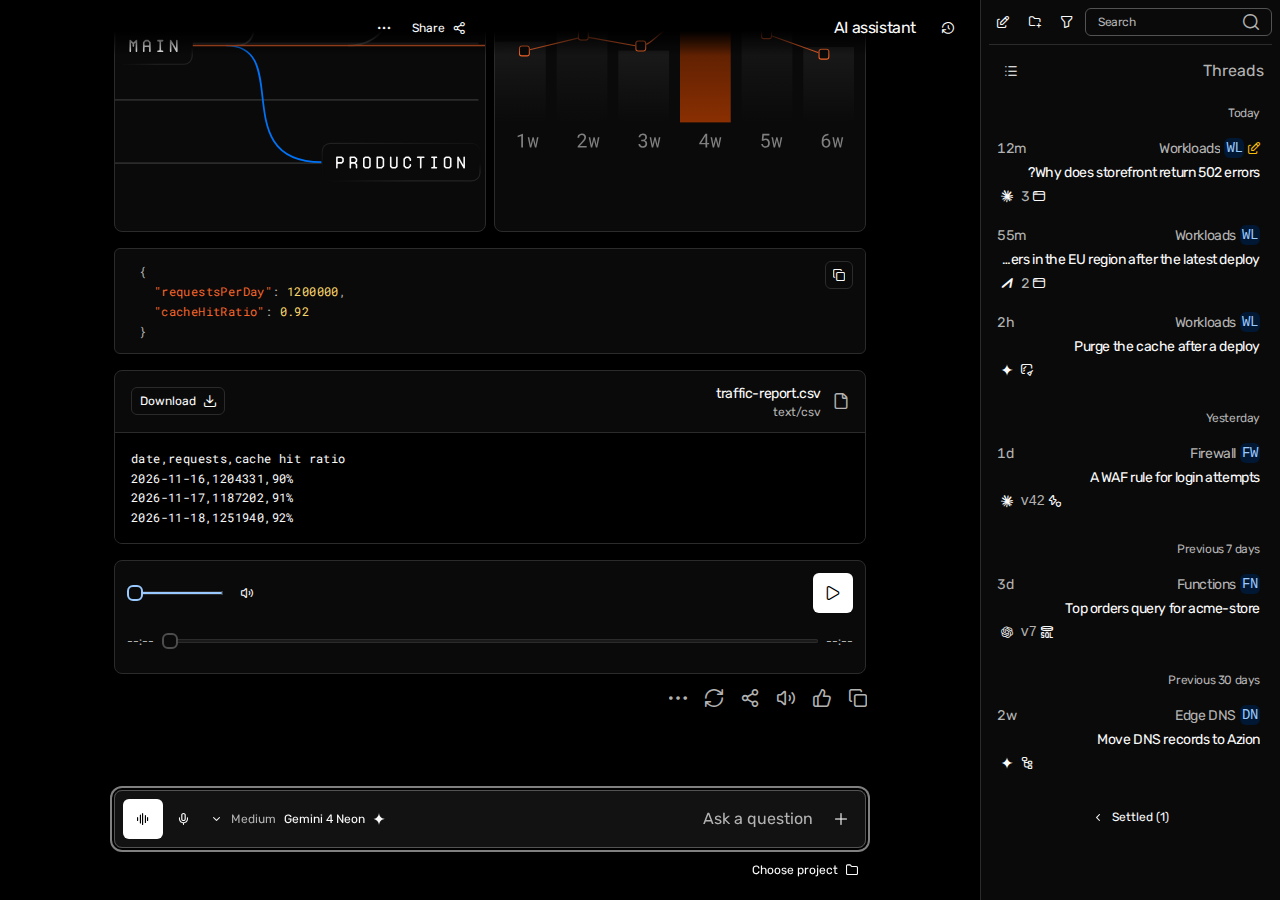 Share
AI assistant
MAIN
PRODUCTION
1w 2w 3w 4w 5w 6w
{
"requestsPerDay": 1200000,
"cacheHitRatio": 0.92
}
Download
traffic-report.csv
text/csv
date,requests,cache hit ratio
2026-11-16,1204331,90%
2026-11-17,1187202,91%
2026-11-18,1251940,92%
--:--
--:--
Medium Gemini 4 Neon
Ask a question
Choose project
Search
Threads
Today
Workloads WL 12m
?Why does storefront return 502 errors
3
Workloads WL 55m
...ers in the EU region after the latest deploy
2
Workloads WL 2h
Purge the cache after a deploy
Yesterday
Firewall FW 1d
A WAF rule for login attempts
v42
Previous 7 days
Functions FN 3d
Top orders query for acme-store
v7
SQL
Previous 30 days
Edge DNS DN 2w
Move DNS records to Azion
Settled (1)